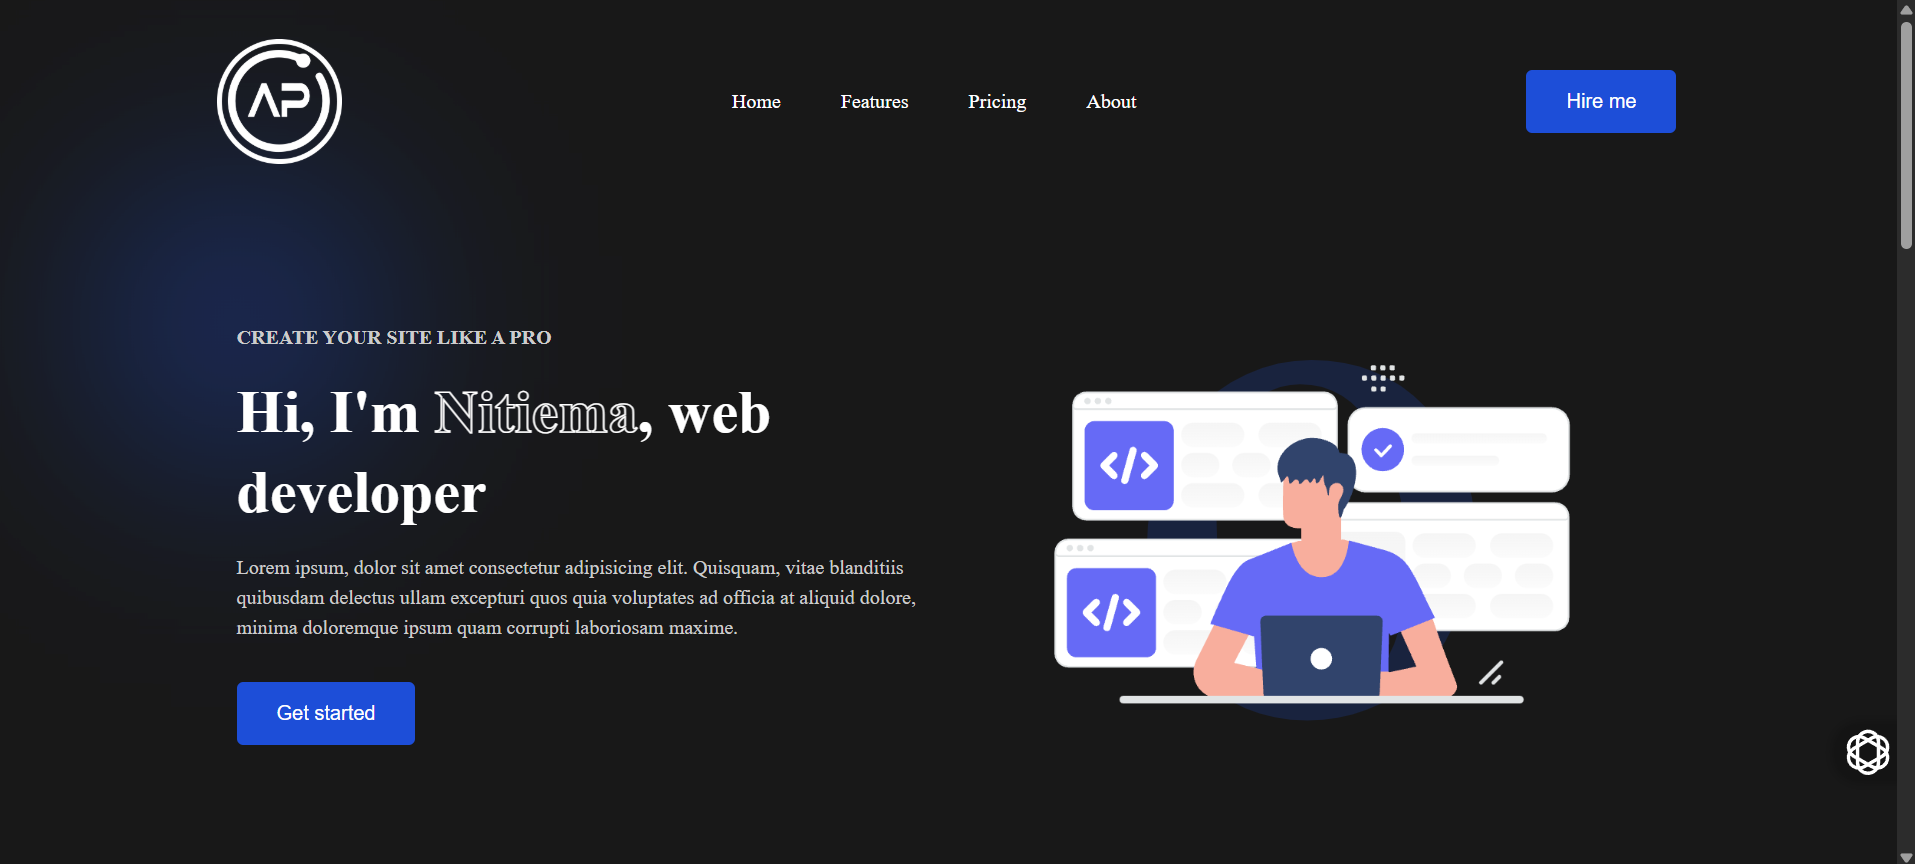 AP
Home Features Pricing About
Hire me
CREATE YOUR SITE LIKE A PRO
Hi, I'm Nitiema, web
developer
Lorem ipsum, dolor sit amet consectetur adipisicing elit. Quisquam, vitae blanditiis
quibusdam delectus ullam excepturi quos quia voluptates ad officia at aliquid dolore,
minima doloremque ipsum quam corrupti laboriosam maxime.
</>
</>
Get started